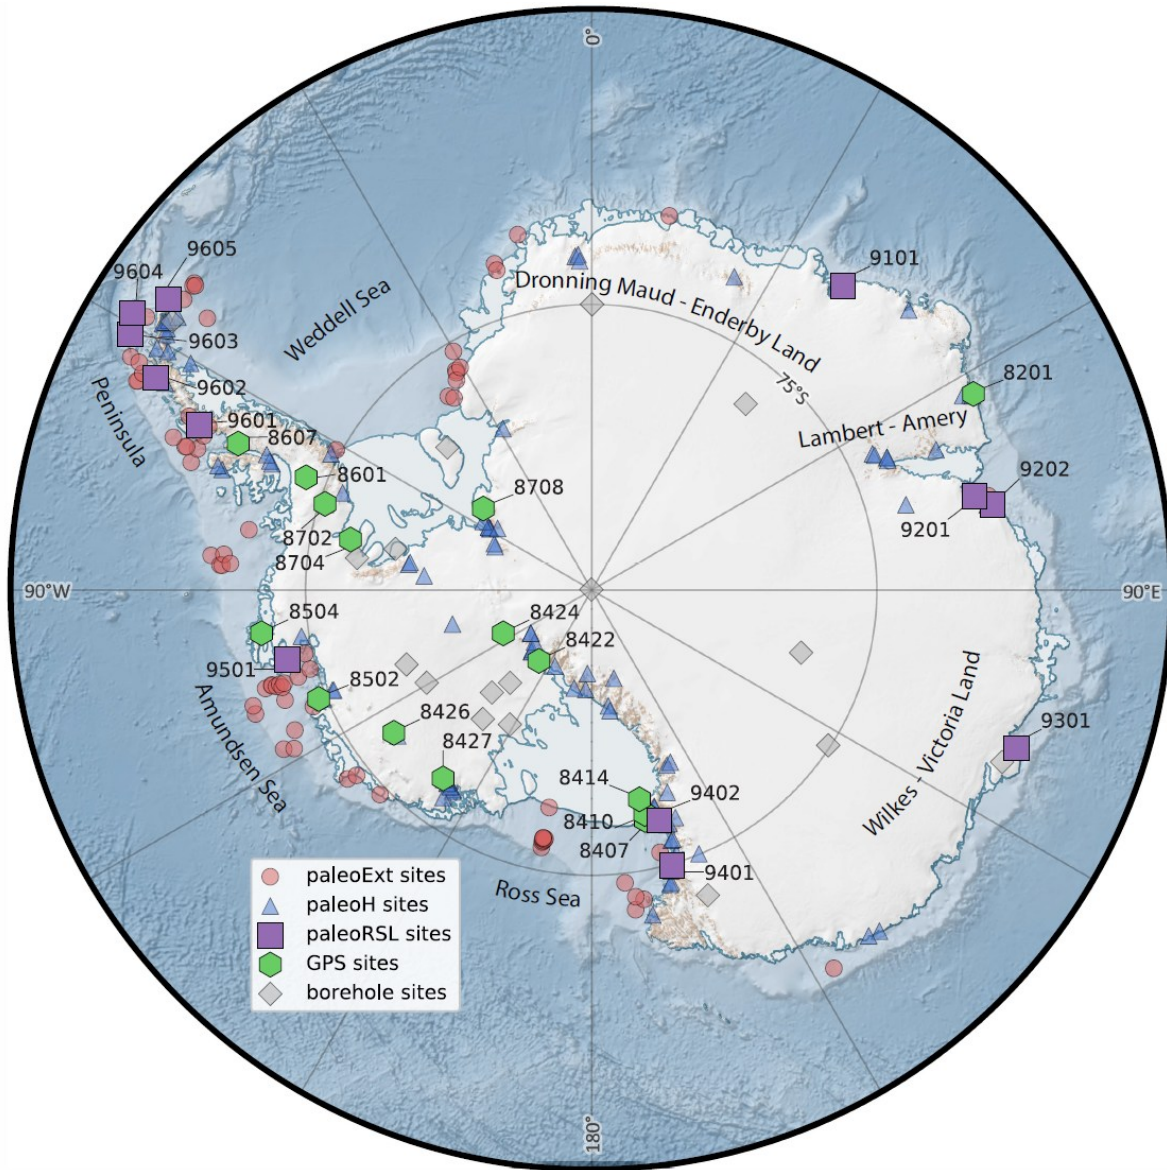 0°
9605
9604
9101
Weddell Sea
Dronning Maud - Enderby Land
9603
9602
Peninsula
75°S
8201
9601
8607
Lambert - Amery
8601
9202
8708
9201
8702
8704
90°W
90°E
8504
8424
8422
9501
8502
Amundsen Sea
8426
8427
Wilkes - Victoria Land
9301
8414
9402
8410
8407
9401
Ross Sea
paleoExt sites
paleoH sites
paleoRSL sites
GPS sites
borehole sites
180°